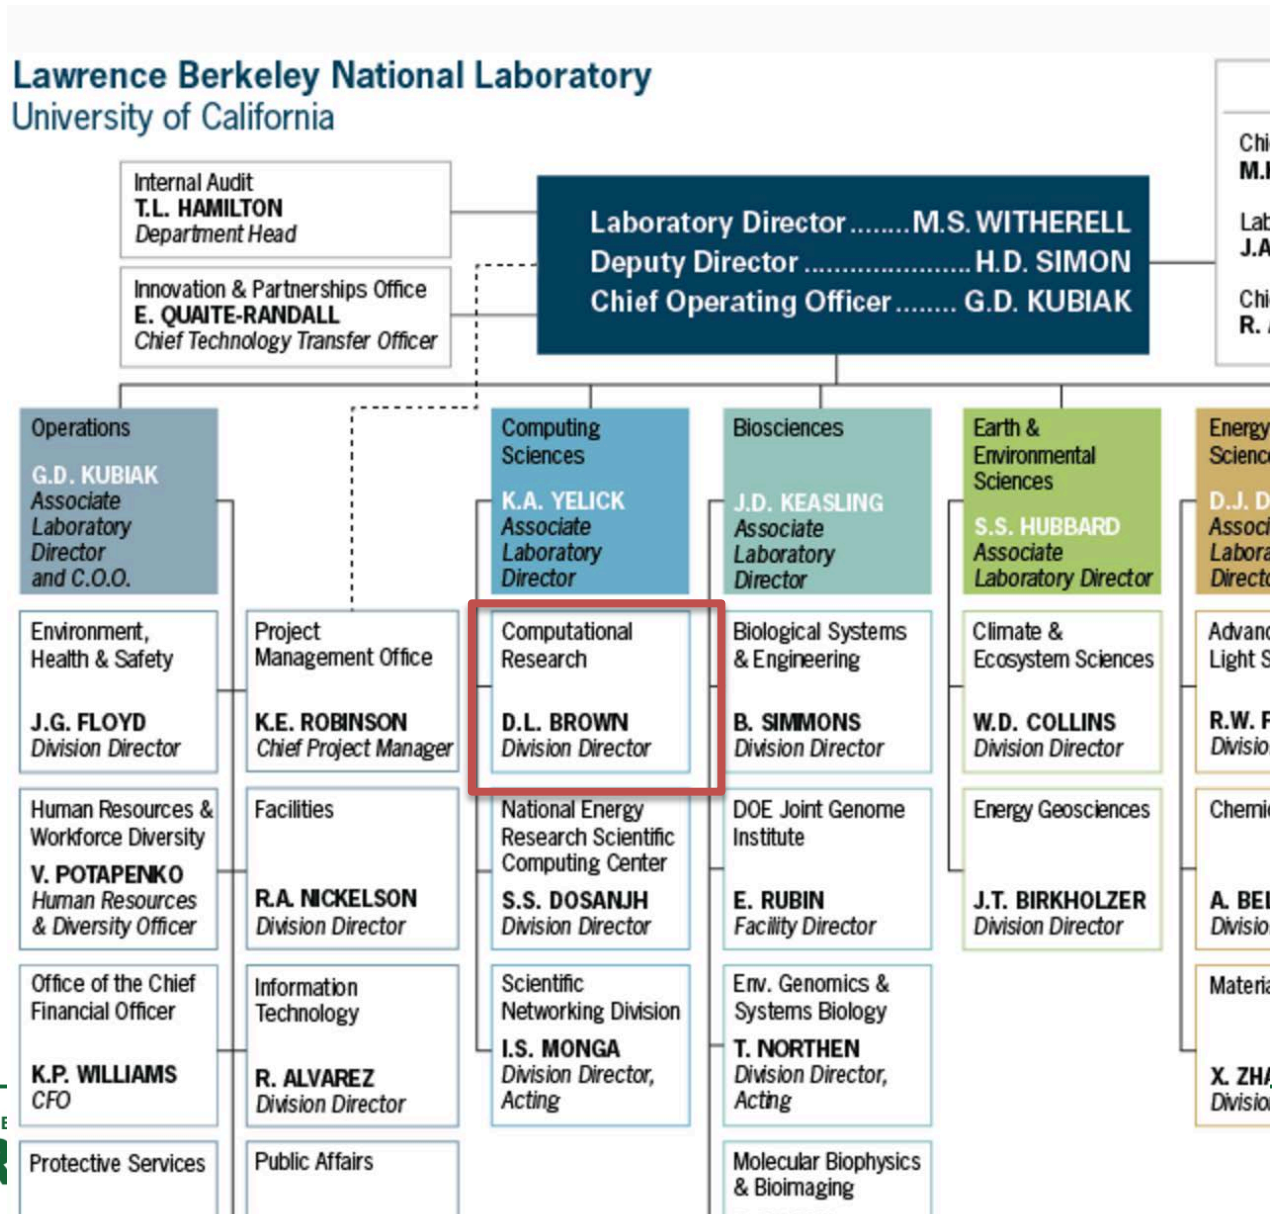 Lawrence Berkeley National Laboratory
University of California
Internal Audit
T.L. HAMILTON
Department Head
Innovation & Partnerships Office
E. QUAITE-RANDALL
Chief Technology Transfer Officer
Laboratory Director ........ M.S. WITHERELL
Deputy Director ...................... H.D. SIMON
Chief Operating Officer ........ G.D. KUBIAK
R.
Operations
G.D. KUBIAK
Associate
Laboratory
Director
and C.O.O.
Environment,
Health & Safety
J.G. FLOYD
Division Director
Human Resources &
Workforce Diversity
V. POTAPENKO
Human Resources
& Diversity Officer
Office of the Chief
Financial Officer
K.P. WILLIAMS
CFO
Protective Services
Project
Management Office
K.E. ROBINSON
Chief Project Manager
Facilities
R.A. NICKELSON
Division Director
Information
Technology
R. ALVAREZ
Division Director
Public Affairs
Computing
Sciences
K.A. YELICK
Associate
Laboratory
Director
Computational
Research
D.L. BROWN
Division Director
National Energy
Research Scientific
Computing Center
S.S. DOSANJH
Division Director
Scientific
Networking Division
I.S. MONGA
Division Director,
Acting
Biosciences
J.D. KEASLING
Associate
Laboratory
Director
Biological Systems
& Engineering
B. SIMMONS
Division Director
DOE Joint Genome
Institute
E. RUBIN
Facility Director
Env. Genomics &
Systems Biology
T. NORTHEN
Division Director,
Acting
Molecular Biophysics
& Bioimaging
Earth &
Environmental
Sciences
S.S. HUBBARD
Associate
Laboratory Director
Climate &
Ecosystem Sciences
W.D. COLLINS
Division Director
Energy Geosciences
J.T. BIRKHOLZER
Division Director
Energy
D.J.
R.W.
A.
X.